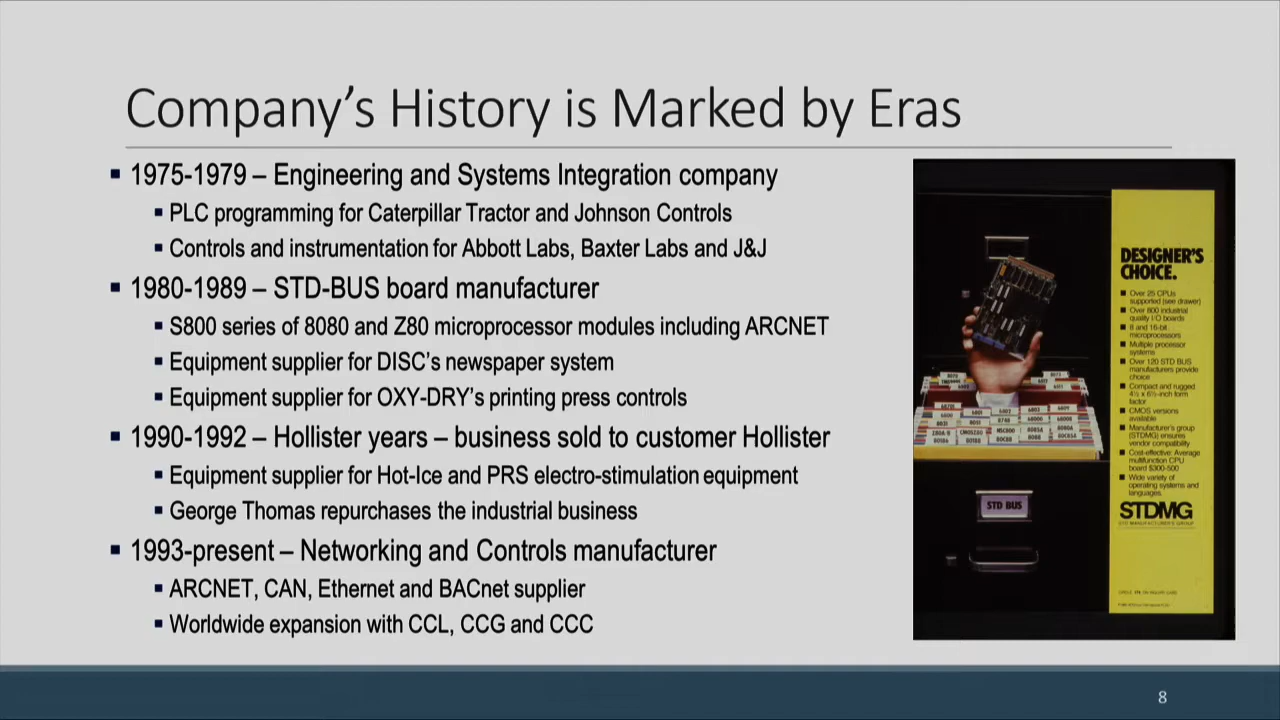 Company's History is Marked by Eras
1975-1979 – Engineering and Systems Integration company
PLC programming for Caterpillar Tractor and Johnson Controls
Controls and instrumentation for Abbott Labs, Baxter Labs and J&J
1980-1989 – STD-BUS board manufacturer
S800 series of 8080 and Z80 microprocessor modules including ARCNET
Equipment supplier for DISC's newspaper system
Equipment supplier for OXY-DRY's printing press controls
1990-1992 – Hollister years – business sold to customer Hollister
Equipment supplier for Hot-Ice and PRS electro-stimulation equipment
George Thomas repurchases the industrial business
1993-present – Networking and Controls manufacturer
ARCNET, CAN, Ethernet and BACnet supplier
Worldwide expansion with CCL, CCG and CCC
DESIGNER'S
CHOICE.
Over 25 CPUs
supported (see drawer)
Over 800 industrial
quality I/O boards
8 and 16-bit
microprocessors
Multiple processor
systems
Over 120 STD BUS
manufacturers provide
choice
Compact and rugged
4½ x 6½-inch form
factor
CMOS versions
available
Manufacturer's group
(STDMG) ensures
vendor compatibility
Cost-effective: Average
multifunction CPU
board $300-500
Wide variety of
operating systems and
languages.
STDMG
STD MANUFACTURER'S GROUP
STD BUS
8